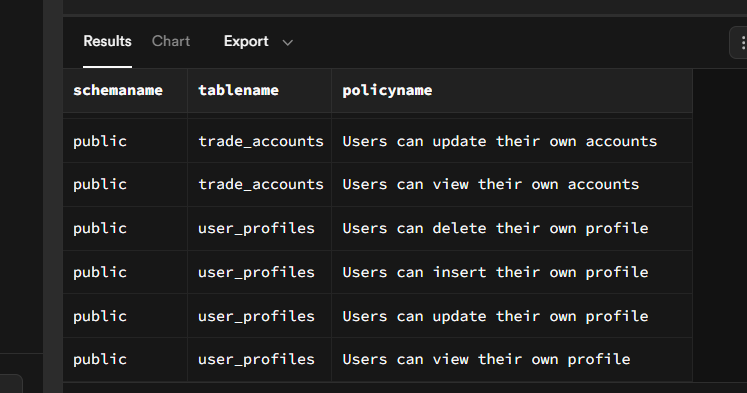 Results Chart Export
schemaname tablename policyname
public trade_accounts Users can update their own accounts
public trade_accounts Users can view their own accounts
public user_profiles Users can delete their own profile
public user_profiles Users can insert their own profile
public user_profiles Users can update their own profile
public user_profiles Users can view their own profile